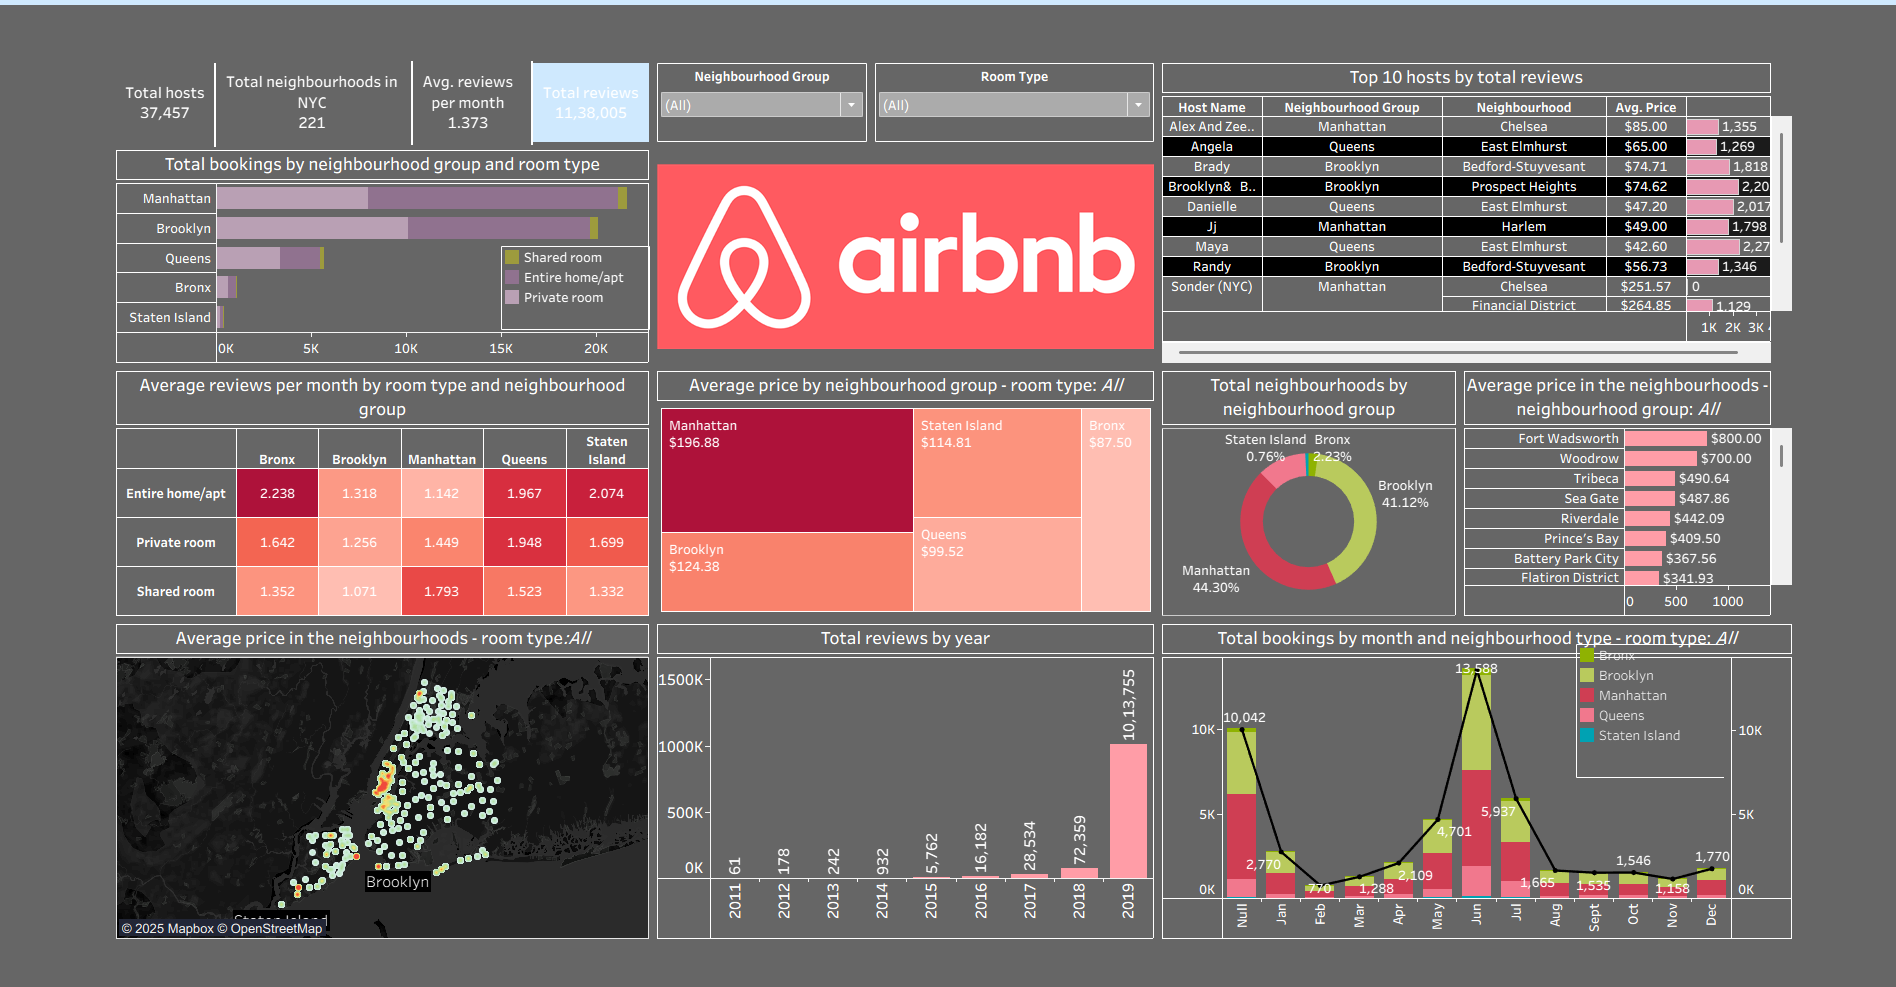 Total hosts
37,457
Total neighbourhoods in
NYC
221
Avg. reviews
per month
1.373
Total reviews
11,38,005
Neighbourhood Group
(All)
Room Type
(All)
Top 10 hosts by total reviews
Host Name Neighbourhood Group Neighbourhood Avg. Price
Alex And Zee.. Manhattan Chelsea $85.00 1,355
Angela Queens East Elmhurst $65.00 1,269
Brady Brooklyn Bedford-Stuyvesant $74.71 1,818
Brooklyn& B.. Brooklyn Prospect Heights $74.62 2,20
Danielle Queens East Elmhurst $47.20 2,017
Jj Manhattan Harlem $49.00 1,798
Maya Queens East Elmhurst $42.60 2,27
Randy Brooklyn Bedford-Stuyvesant $56.73 1,346
Sonder (NYC) Manhattan Chelsea $251.57 0
Financial District $264.85 1,129
1K 2K 3K
Total bookings by neighbourhood group and room type
Manhattan
Brooklyn
Queens
Bronx
Staten Island
Shared room
Entire home/apt
Private room
0K 5K 10K 15K 20K
airbnb
Average reviews per month by room type and neighbourhood
group
Bronx Brooklyn Manhattan Queens Staten
Island
Entire home/apt 2.238 1.318 1.142 1.967 2.074
Private room 1.642 1.256 1.449 1.948 1.699
Shared room 1.352 1.071 1.793 1.523 1.332
Average price by neighbourhood group - room type: All
Manhattan
$196.88
Brooklyn
$124.38
Staten Island
$114.81
Queens
$99.52
Bronx
$87.50
Total neighbourhoods by
neighbourhood group
Staten Island
0.76%
Bronx
2.23%
Brooklyn
41.12%
Manhattan
44.30%
Average price in the neighbourhoods -
neighbourhood group: All
Fort Wadsworth $800.00
Woodrow $700.00
Tribeca $490.64
Sea Gate $487.86
Riverdale $442.09
Prince's Bay $409.50
Battery Park City $367.56
Flatiron District $341.93
0 500 1000
Average price in the neighbourhoods - room type:All
Brooklyn
Staten Island
© 2025 Mapbox © OpenStreetMap
Total reviews by year
1500K
1000K
500K
0K
61
178
242
932
5,762
16,182
28,534
72,359
10,13,755
2011 2012 2013 2014 2015 2016 2017 2018 2019
Total bookings by month and neighbourhood type - room type: All
Bronx
Brooklyn
Manhattan
Queens
Staten Island
10K
5K
0K
10,042
2,770
770
1,288
2,109
4,701
13,588
5,937
1,665
1,535
1,546
1,158
1,770
10K
5K
0K
Null Jan Feb Mar Apr May Jun Jul Aug Sept Oct Nov Dec